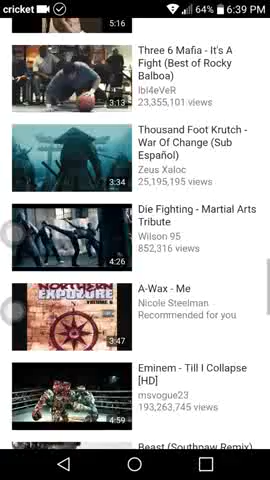 cricket 64% 6:39 PM
5:16
Three 6 Mafia - It's A
Fight (Best of Rocky
Balboa)
lbl4eVeR
23,355,101 views
3:13
Thousand Foot Krutch -
War Of Change (Sub
Español)
Zeus Xaloc
25,195,195 views
3:34
Die Fighting - Martial Arts
Tribute
Wilson 95
852,316 views
4:26
A-Wax - Me
Nicole Steelman
Recommended for you
NORTHERN
EXPOZURE
VOLUME 6
3:47
Eminem - Till I Collapse
[HD]
msvogue23
193,263,745 views
4:59
Beast (Southpaw Remix)